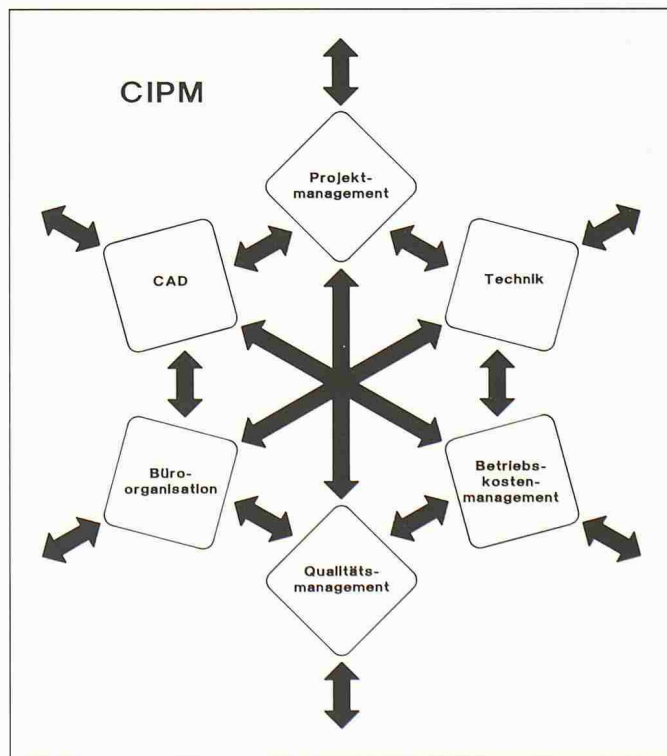 CIPM
Projekt-
management
CAD
Technik
Büro-
organisation
Betriebs-
kosten-
management
Qualitäts-
management